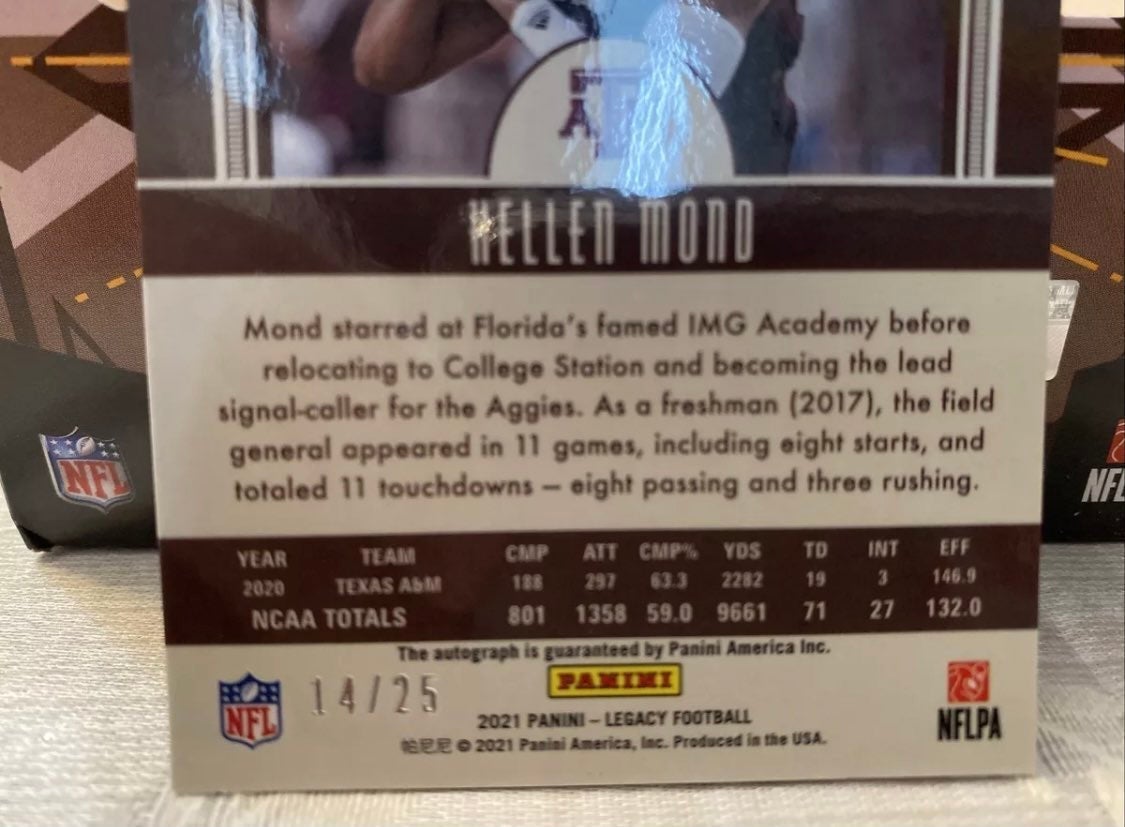 KELLEN MOND
Mond starred at Florida's famed IMG Academy before
relocating to College Station and becoming the lead
signal-caller for the Aggies. As a freshman (2017), the field
general appeared in 11 games, including eight starts, and
totaled 11 touchdowns – eight passing and three rushing.
YEAR TEAM CMP ATT CMP% YDS TD INT EFF
2020 TEXAS A&M 188 297 63.3 2282 19 3 146.9
NCAA TOTALS 801 1358 59.0 9661 71 27 132.0
The autograph is guaranteed by Panini America Inc.
NFL 14/25 PANINI NFLPA
2021 PANINI – LEGACY FOOTBALL
帕尼尼 © 2021 Panini America, Inc. Produced in the USA.
NFL